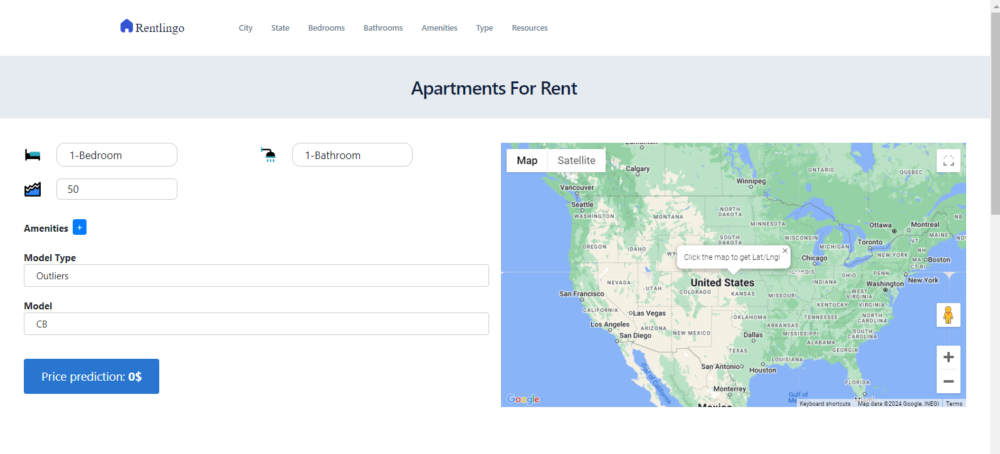 Rentlingo
City State Bedrooms Bathrooms Amenities Type Resources
Apartments For Rent
1-Bedroom
1-Bathroom
50
Amenities +
Model Type
Outliers
Model
CB
Price prediction: 0$
Map Satellite
Calgary
ONTARIO
QUEBEC
Winnipeg
Vancouver
Seattle
WASHINGTON
NORTH
DAKOTA
MONTANA
MINNESOTA
Ottawa
Montreal
NB
SOUTH
DAKOTA
WISCONSIN
MICHIGAN
Toronto
VT
MAINE
NO
OREGON
IDAHO
WY
Click the map to get Lat/Lng!
Chicago
NEW YORK
NH
MA
Boston
CT RI
ILLINOIS
OHIO
PENN
NEVADA
UTAH
United States
INDIANA
Washington
New York
San Francisco
COLORADO
KANSAS
MISSOURI
WEST
VIRGINIA
CALIFORNIA
Las Vegas
KENTUCKY
VIRGINIA
OKLAHOMA
TENNESSEE
NORTH
CAROLINA
Los Angeles
ARIZONA
NEW MEXICO
ARKANSAS
San Diego
Dallas
MISSISSIPPI
SOUTH
CAROLINA
ALABAMA
GEORGIA
TEXAS
LOUISIANA
San Antonio
Houston
Gulf of California
FLORIDA
Monterrey
Gulf of
Me
Miami
Mexico
Google
Keyboard shortcuts Map data ©2024 Google, INEGI Terms